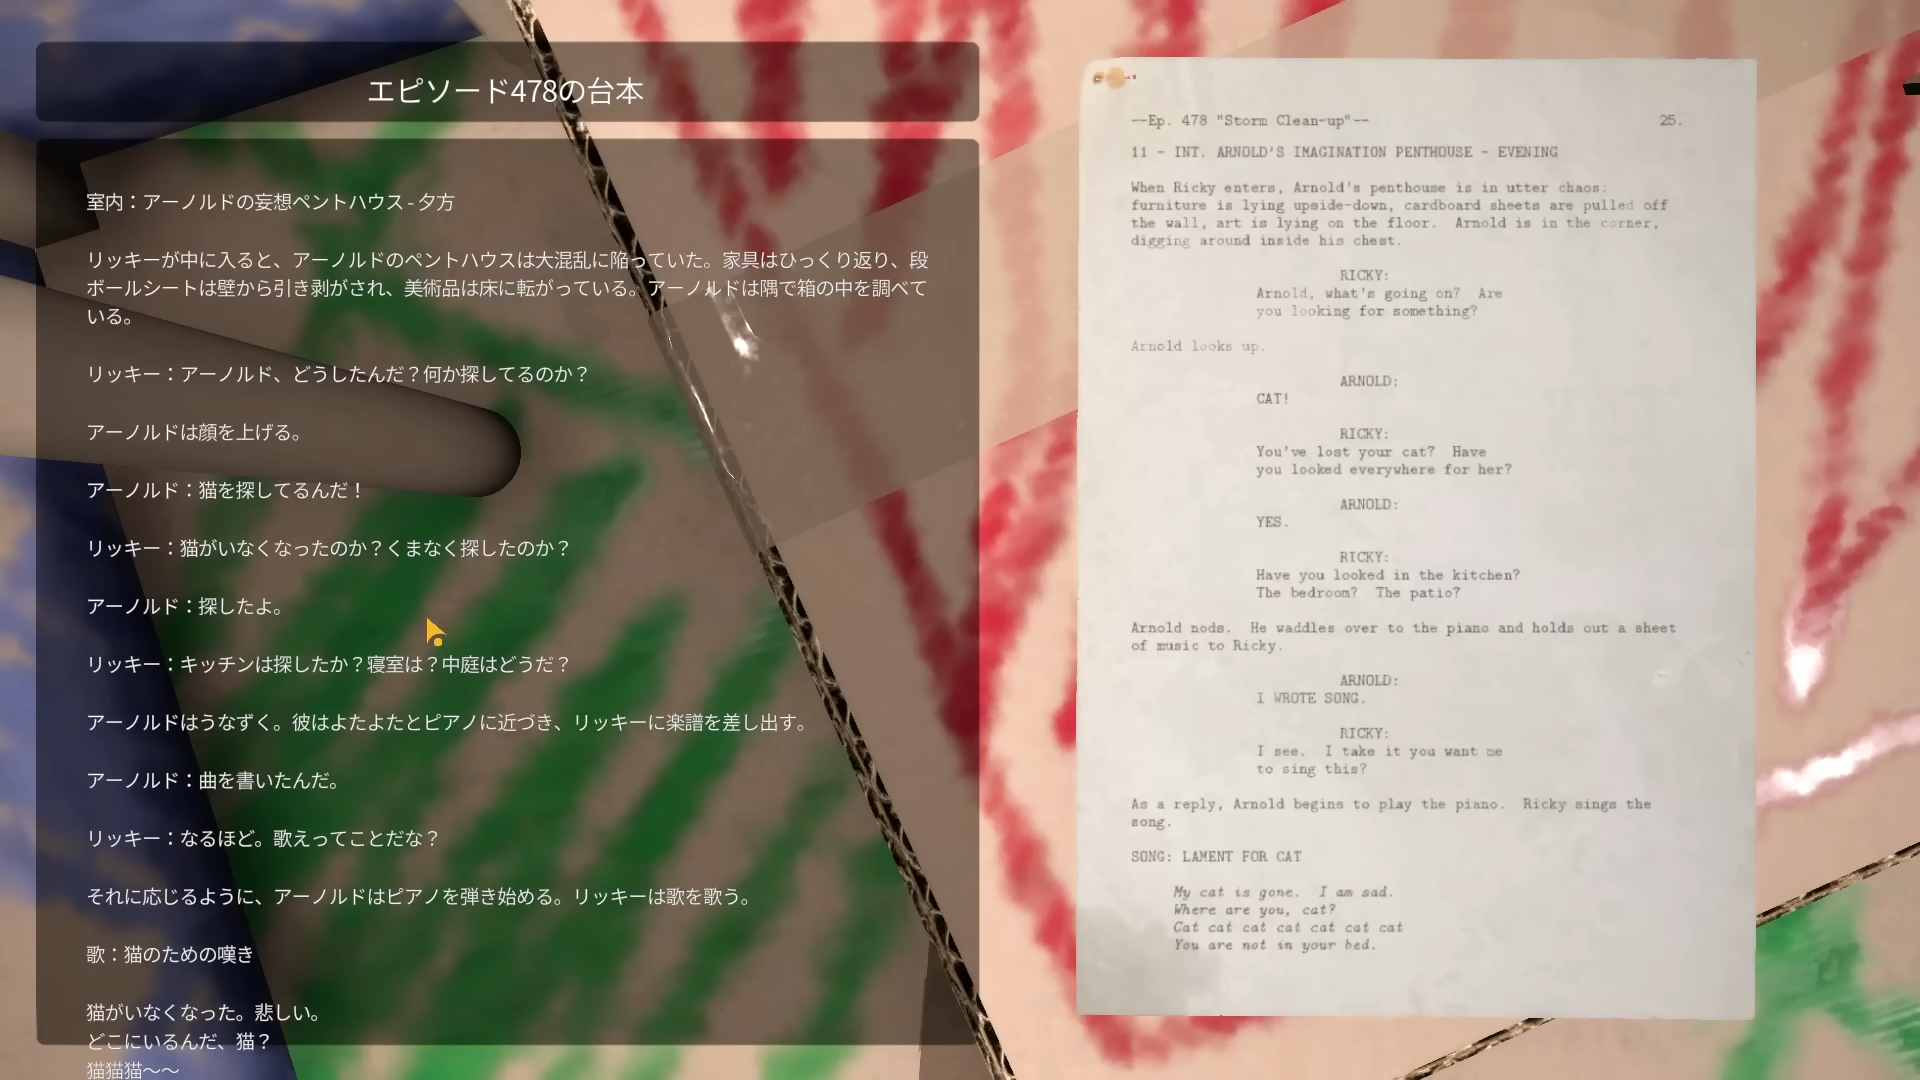 エピソード478の台本
室内：アーノルドの妄想ペントハウス - 夕方
リッキーが中に入ると、アーノルドのペントハウスは大混乱に陥っていた。家具はひっくり返り、段
ボールシートは壁から引き剥がされ、美術品は床に転がっている。アーノルドは隅で箱の中を調べて
いる。
リッキー：アーノルド、どうしたんだ？何か探してるのか？
アーノルドは顔を上げる。
アーノルド：猫を探してるんだ！
リッキー：猫がいなくなったのか？くまなく探したのか？
アーノルド：探したよ。
リッキー：キッチンは探したか？寝室は？中庭はどうだ？
アーノルドはうなずく。彼はよたよたとピアノに近づき、リッキーに楽譜を差し出す。
アーノルド：曲を書いたんだ。
リッキー：なるほど。歌えってことだな？
それに応じるように、アーノルドはピアノを弾き始める。リッキーは歌を歌う。
歌：猫のための嘆き
猫がいなくなった。悲しい。
どこにいるんだ、猫？
猫猫猫～～
--Ep. 478 "Storm Clean-up"-- 25.
11 - INT. ARNOLD'S IMAGINATION PENTHOUSE - EVENING
When Ricky enters, Arnold's penthouse is in utter chaos:
furniture is lying upside-down, cardboard sheets are pulled off
the wall, art is lying on the floor. Arnold is in the corner,
digging around inside his chest.
RICKY:
Arnold, what's going on? Are
you looking for something?
Arnold looks up.
ARNOLD:
CAT!
RICKY:
You've lost your cat? Have
you looked everywhere for her?
ARNOLD:
YES.
RICKY:
Have you looked in the kitchen?
The bedroom? The patio?
Arnold nods. He waddles over to the piano and holds out a sheet
of music to Ricky.
ARNOLD:
I WROTE SONG.
RICKY:
I see. I take it you want me
to sing this?
As a reply, Arnold begins to play the piano. Ricky sings the
song.
SONG: LAMENT FOR CAT
My cat is gone. I am sad.
Where are you, cat?
Cat cat cat cat cat cat cat
You are not in your bed.